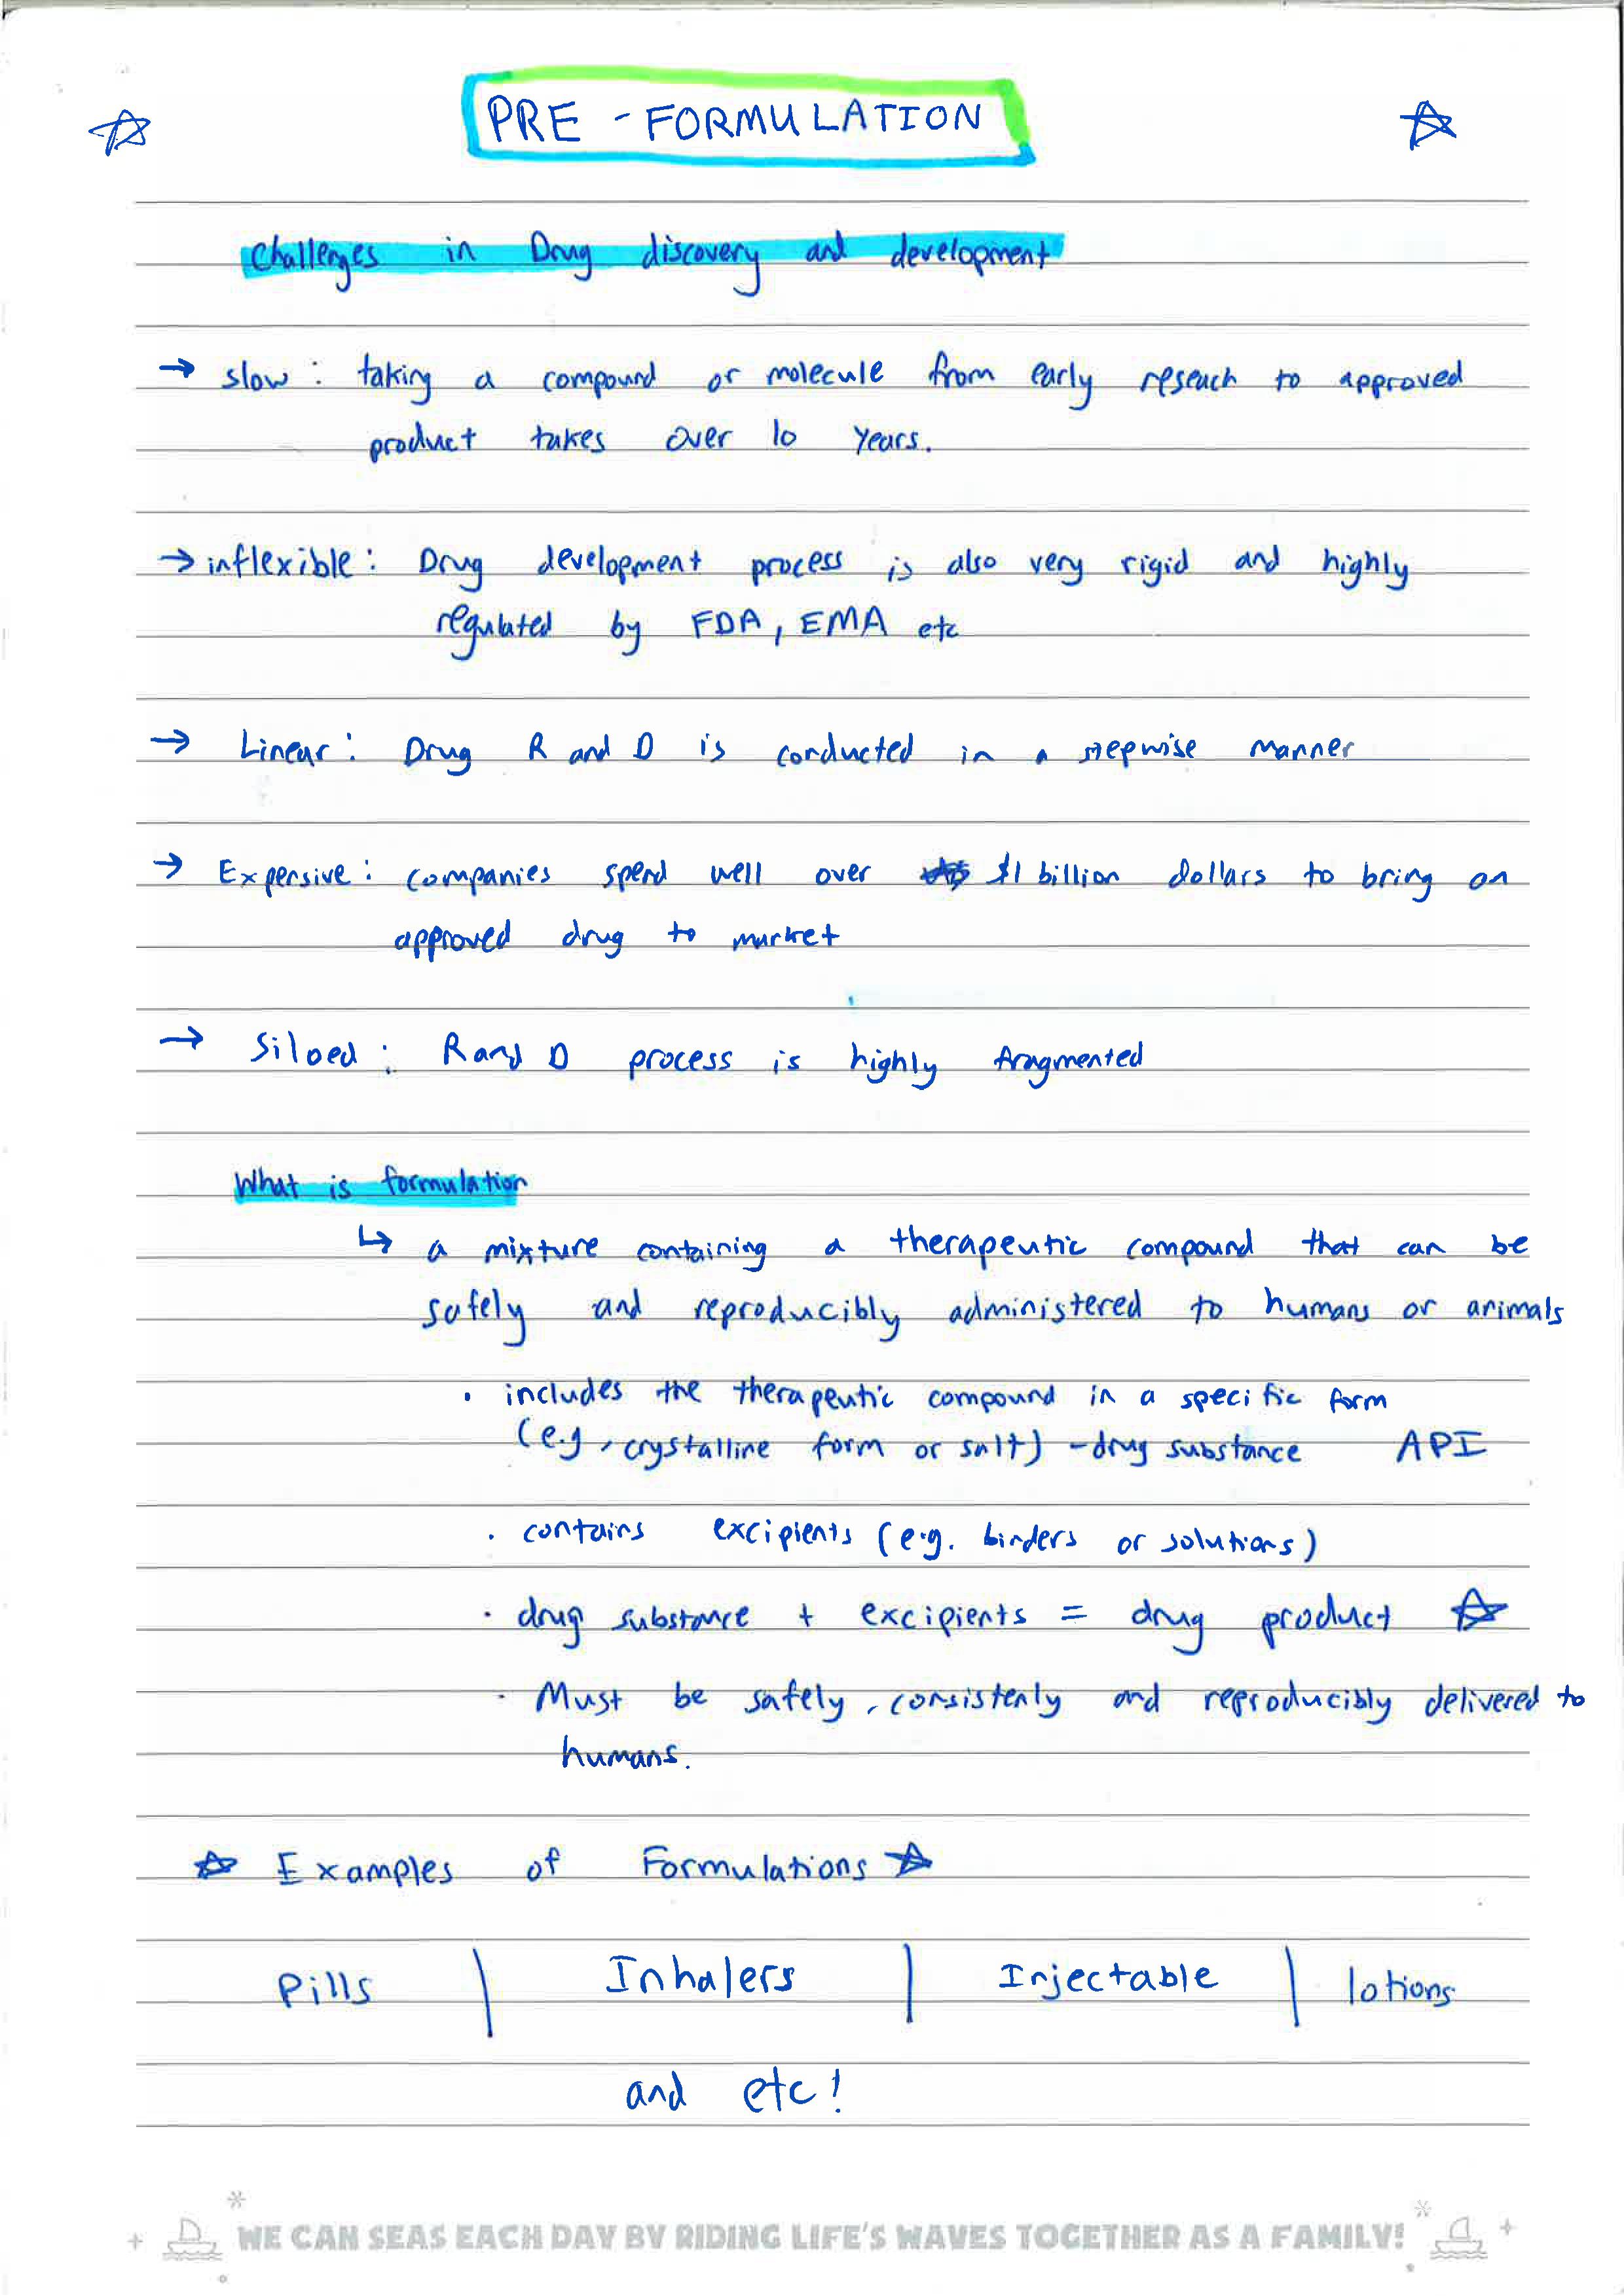 PRE - FORMULATION
Challenges in Drug discovery and development
→ slow : taking a compound or molecule from early reseach to approved
product takes over 10 years.
→ inflexible : Drug development process is also very rigid and highly
regulated by FDA, EMA etc
→ Linear : Drug R and D is conducted in a stepwise manner
→ Expensive : companies spend well over $1 billion dollars to bring on
approved drug to market
→ Siloed : R and D process is highly fragmented
What is formulation
↳ a mixture containing a therapeutic compound that can be
safely and reproducibly administered to humans or animals
• includes the therapeutic compound in a specific form
(e.g, crystalline form or salt) - drug substance API
• contains excipients (e.g. binders or solutions)
• drug substance + excipients = drug product ☆
• Must be safely, consistenly and reproducibly delivered to
humans.
☆ Examples of Formulations ☆
Pills | Inhalers | Injectable | lotions
and etc!
WE CAN SEAS EACH DAY BY RIDING LIFE'S WAVES TOGETHER AS A FAMILY!